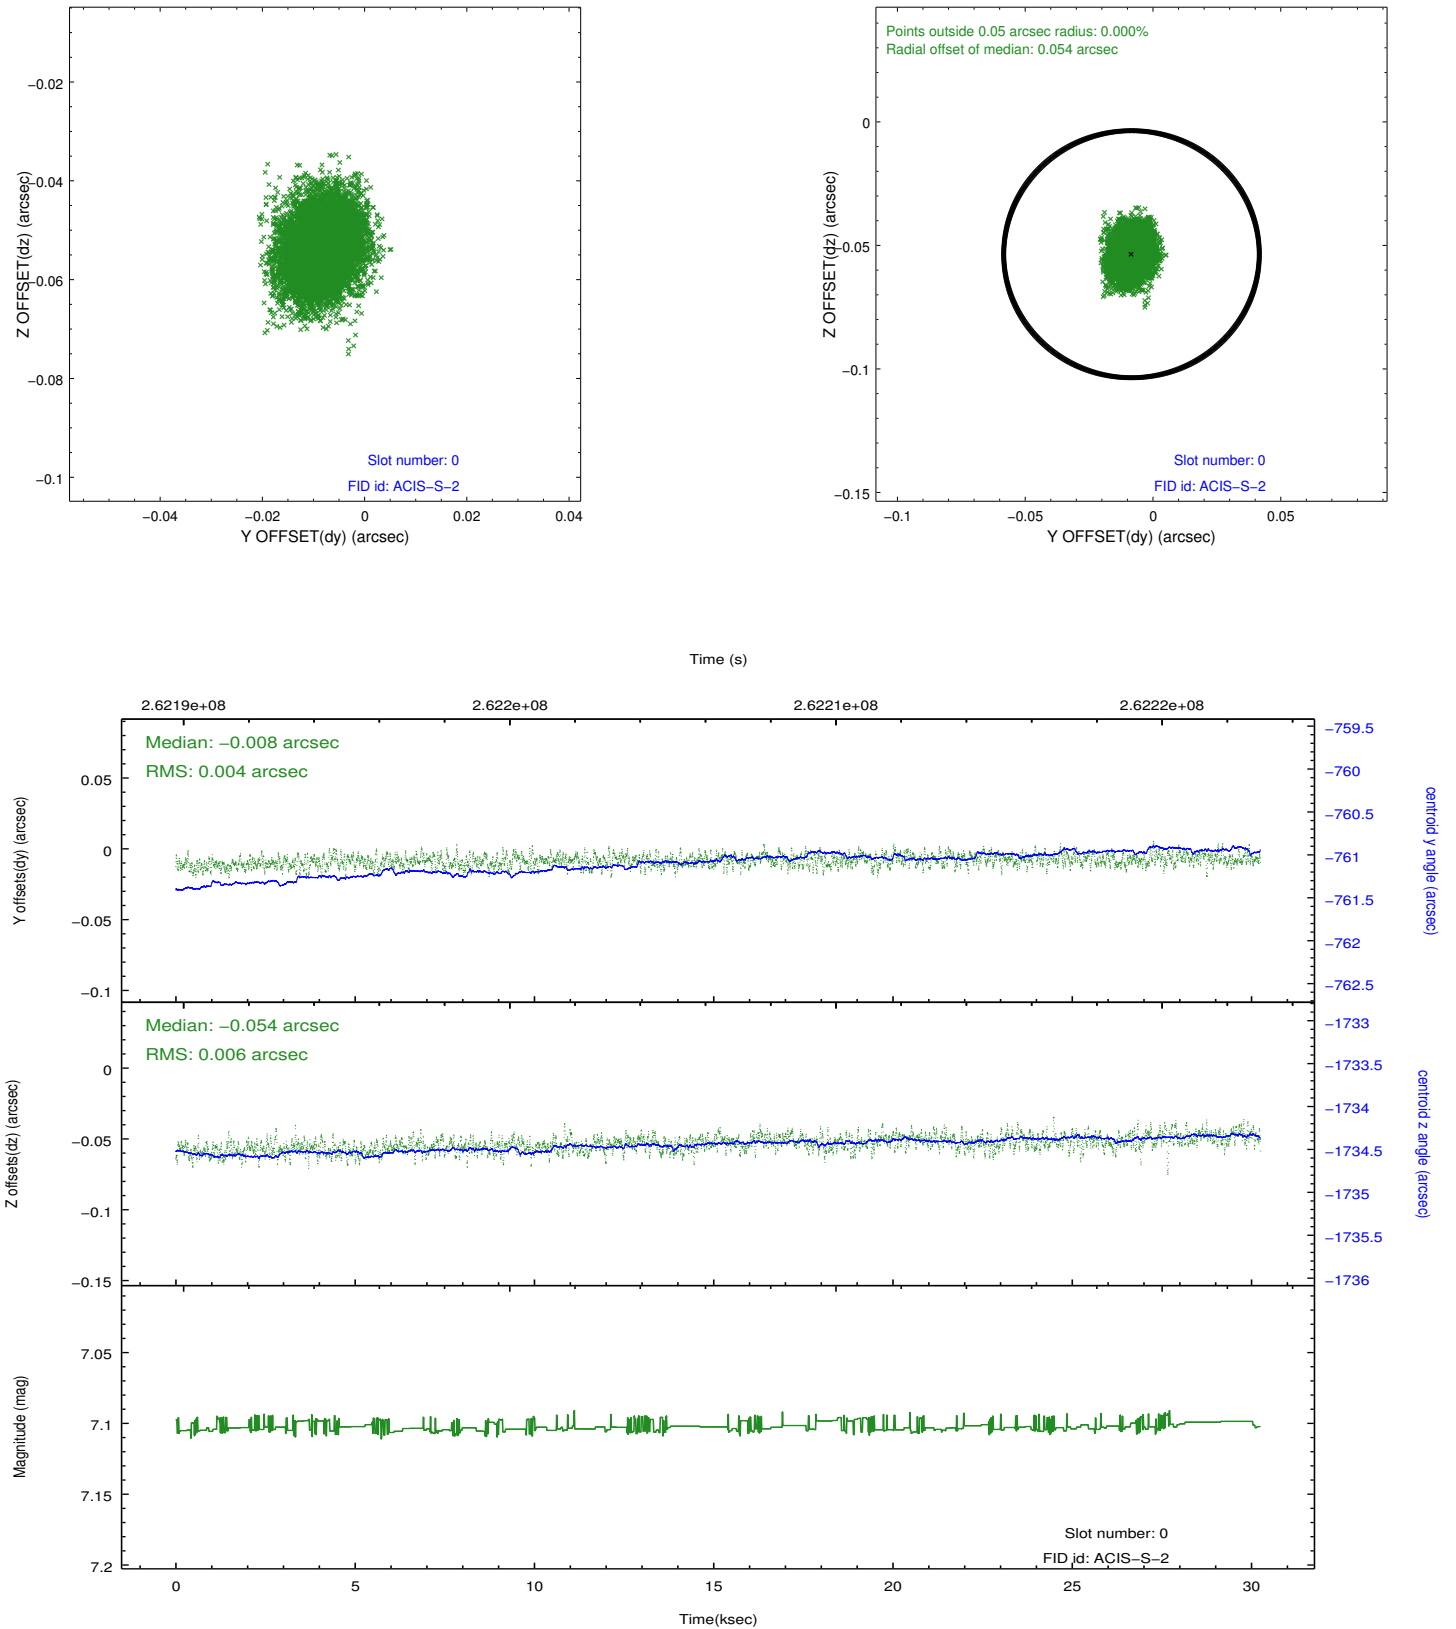 −0.02
−0.04
−0.06
−0.08
−0.1
Z OFFSET(dz) (arcsec)
Slot number: 0
FID id: ACIS−S−2
−0.04
−0.02
0
0.02
0.04
Y OFFSET(dy) (arcsec)
Points outside 0.05 arcsec radius: 0.000%
Radial offset of median: 0.054 arcsec
0
−0.05
−0.1
−0.15
Z OFFSET(dz) (arcsec)
Slot number: 0
FID id: ACIS−S−2
−0.1
−0.05
0
0.05
Y OFFSET(dy) (arcsec)
Time (s)
2.6219e+08
2.622e+08
2.6221e+08
2.6222e+08
Median: −0.008 arcsec
RMS: 0.004 arcsec
0.05
0
−0.05
−0.1
Y offsets(dy) (arcsec)
−759.5
−760
−760.5
−761
−761.5
−762
−762.5
centroid y angle (arcsec)
Median: −0.054 arcsec
RMS: 0.006 arcsec
0
−0.05
−0.1
−0.15
Z offsets(dz) (arcsec)
−1733
−1733.5
−1734
−1734.5
−1735
−1735.5
−1736
centroid z angle (arcsec)
7.05
7.1
7.15
7.2
Magnitude (mag)
Slot number: 0
FID id: ACIS−S−2
0
5
10
15
20
25
30
Time(ksec)